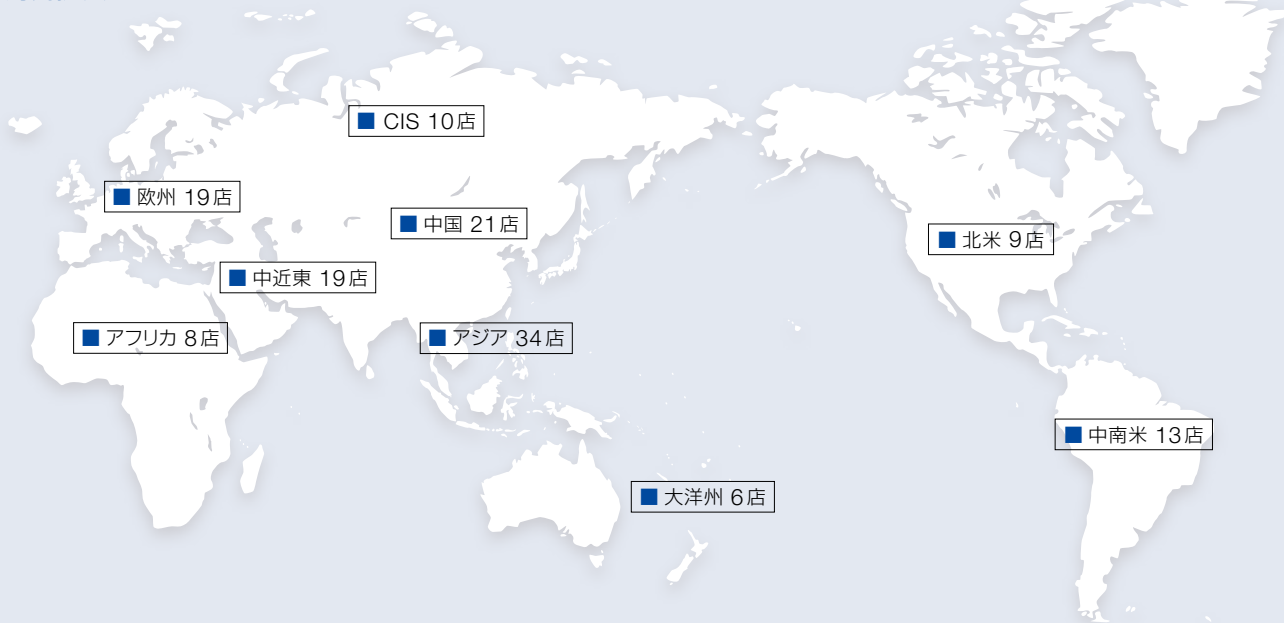 ■ CIS 10店
■ 欧州 19店
■ 中国 21店
■ 北米 9店
■ 中近東 19店
■ アフリカ 8店
■ アジア 34店
■ 中南米 13店
■ 大洋州 6店